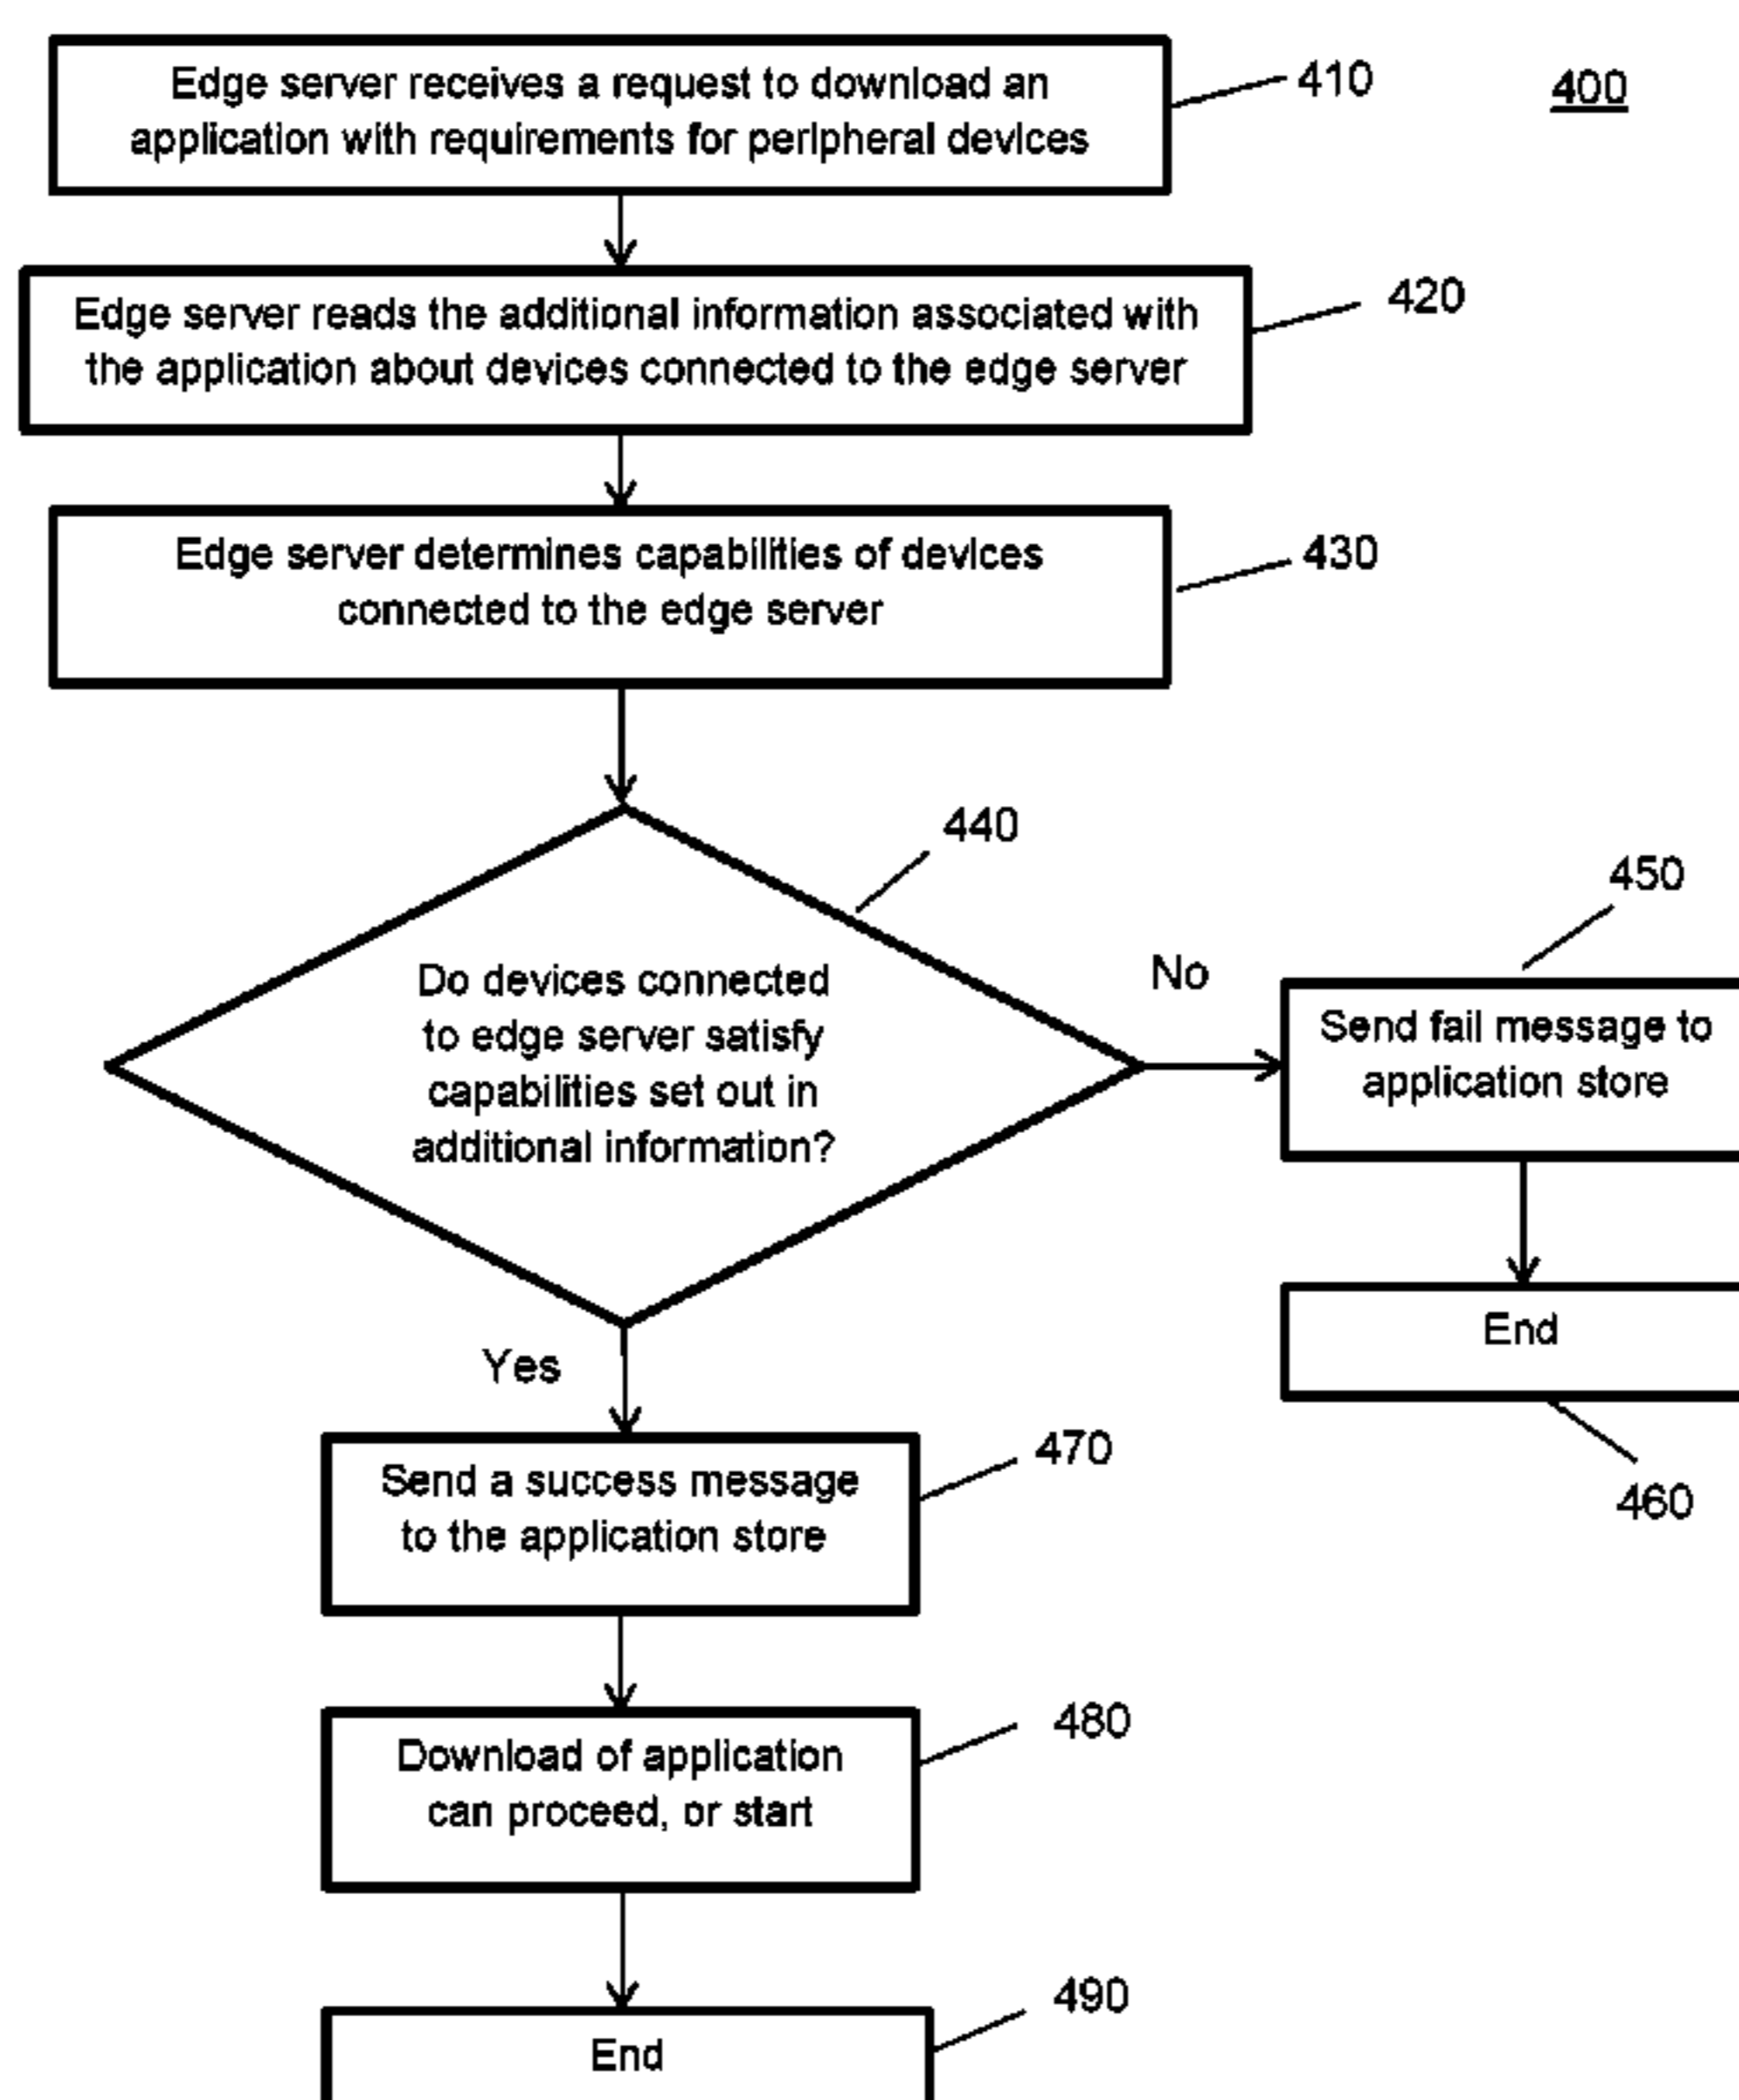 Edge server receives a request to download an
application with requirements for peripheral devices
410
400
Edge server reads the additional information associated with
the application about devices connected to the edge server
420
Edge server determines capabilities of devices
connected to the edge server
430
440
Do devices connected
to edge server satisfy
capabilities set out in
additional information?
No
450
Send fail message to
application store
End
460
Yes
Send a success message
to the application store
470
Download of application
can proceed, or start
480
End
490